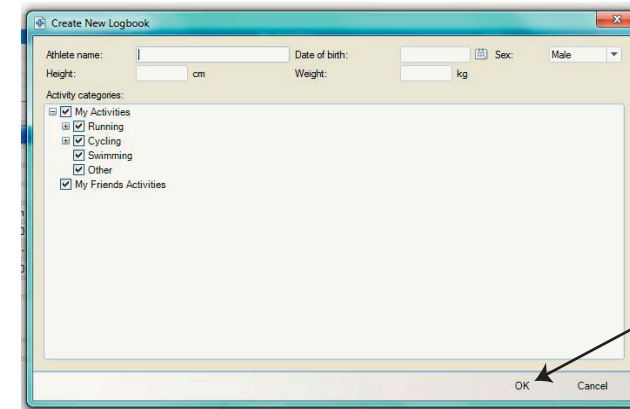 Create New Logbook
Athlete name: Date of birth: Sex: Male
Height: cm Weight: kg
Activity categories:
My Activities
Running
Cycling
Swimming
Other
My Friends Activities
OK Cancel